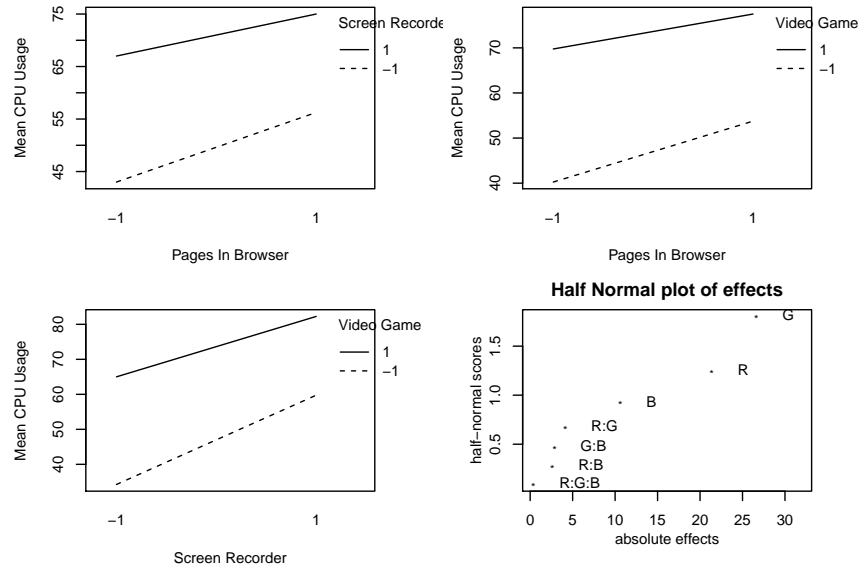 Screen Recorde
1
−1
Mean CPU Usage
75
65
55
45
−1 1
Pages In Browser
Video Game
1
−1
Mean CPU Usage
70
60
50
40
−1 1
Pages In Browser
Video Game
1
−1
Mean CPU Usage
80
70
60
50
40
−1 1
Screen Recorder
Half Normal plot of effects
half−normal scores
1.5
1.0
0.5
G
R
B
R:G
G:B
R:B
R:G:B
0 5 10 15 20 25 30
absolute effects